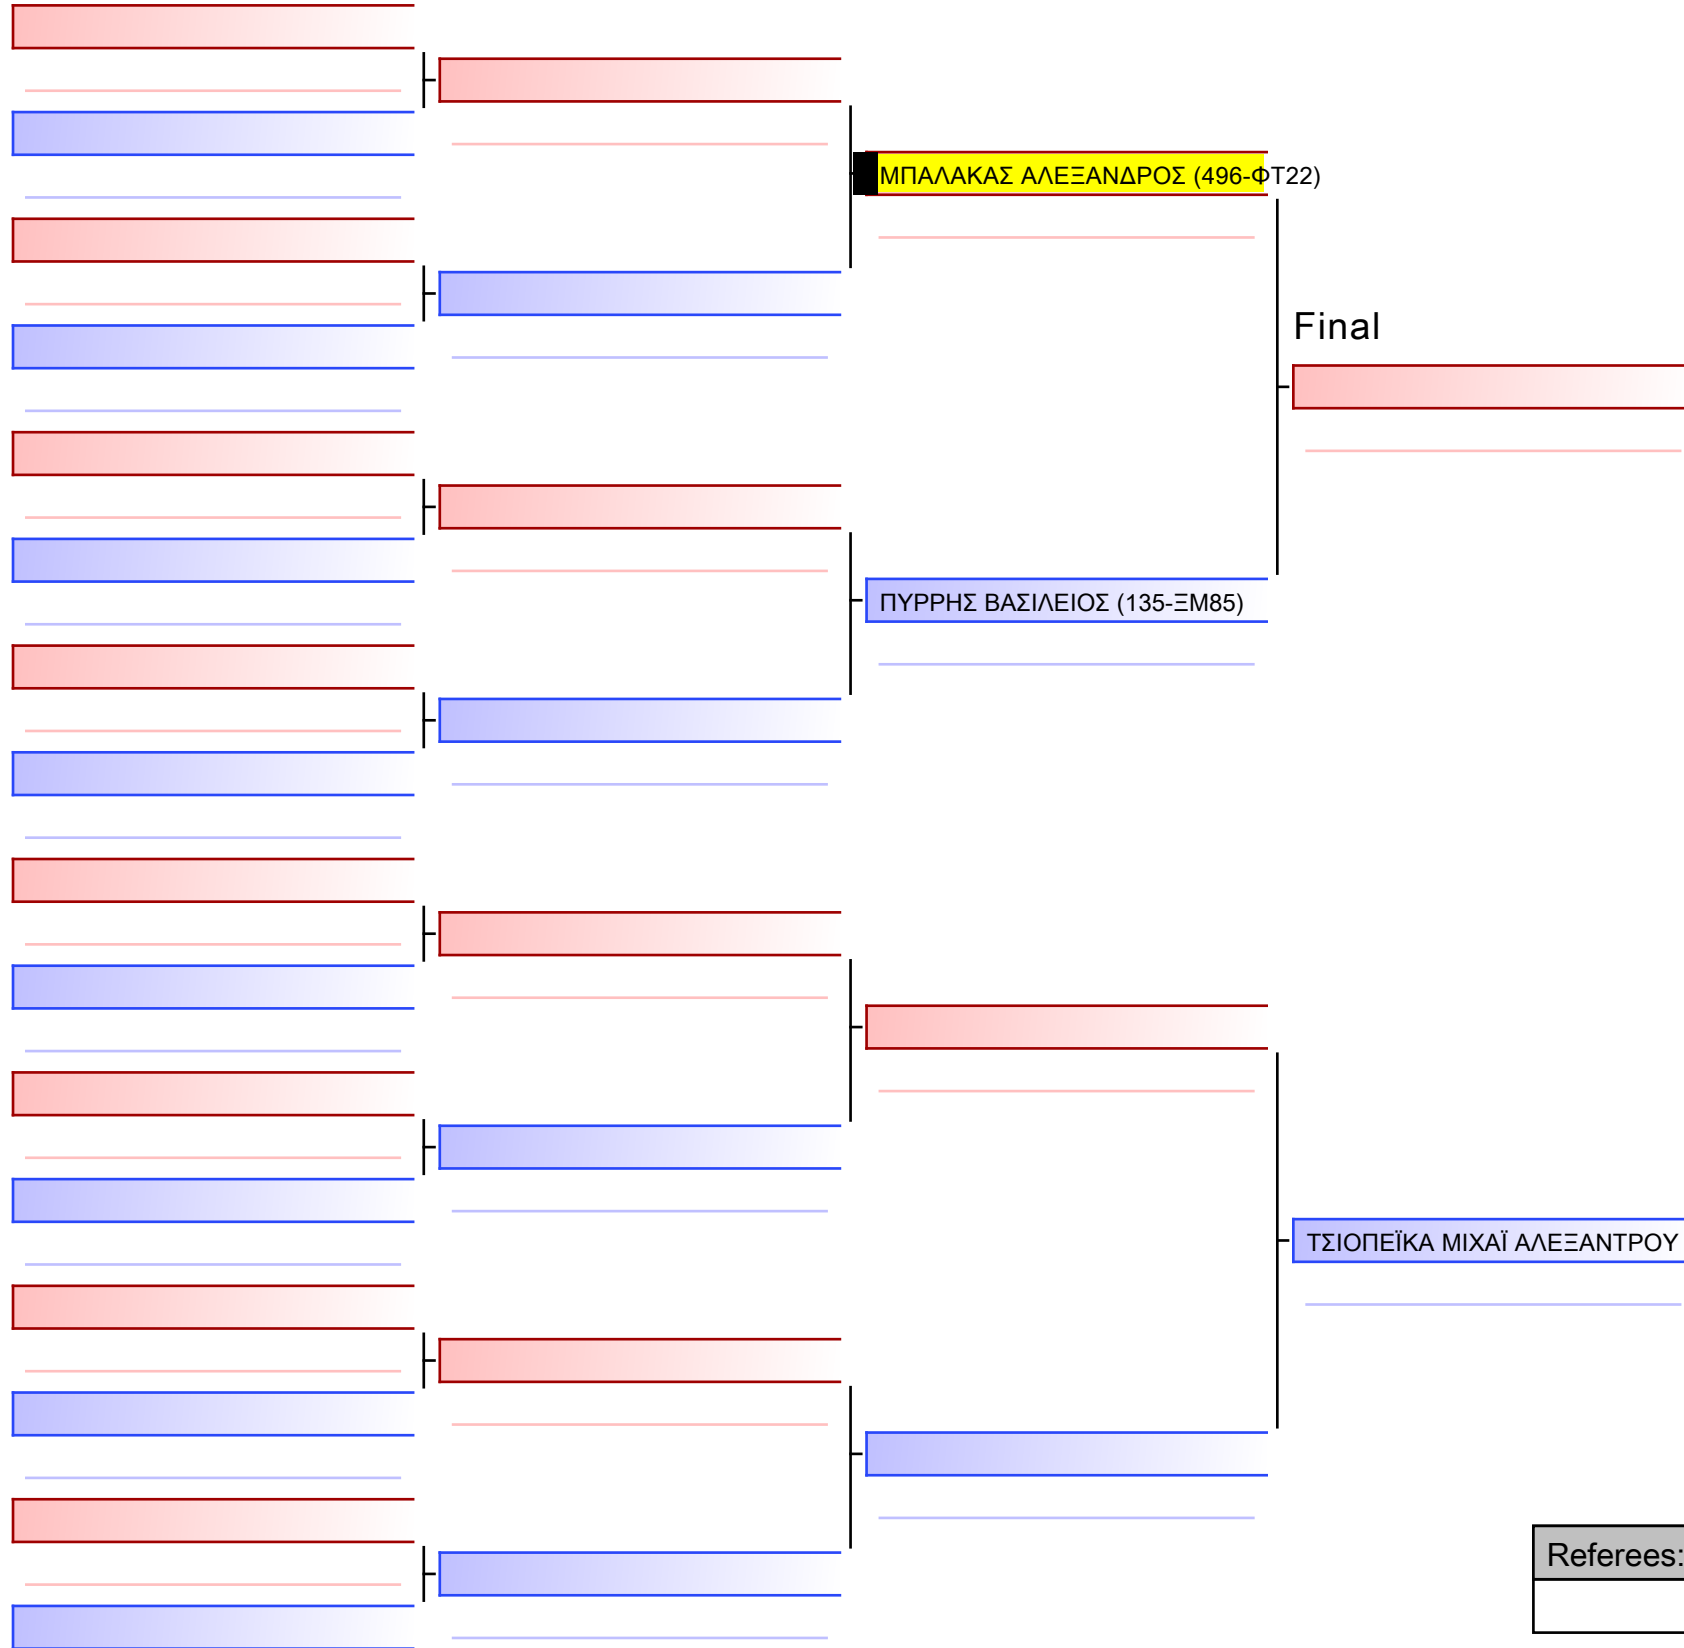 ΜΠΑΛΑΚΑΣ ΑΛΕΞΑΝΔΡΟΣ (496-ΦΤ22)
Final
ΠΥΡΡΗΣ ΒΑΣΙΛΕΙΟΣ (135-ΞΜ85)
ΤΣΙΟΠΕΪΚΑ ΜΙΧΑΪ ΑΛΕΞΑΝΤΡΟΥ
Referees: